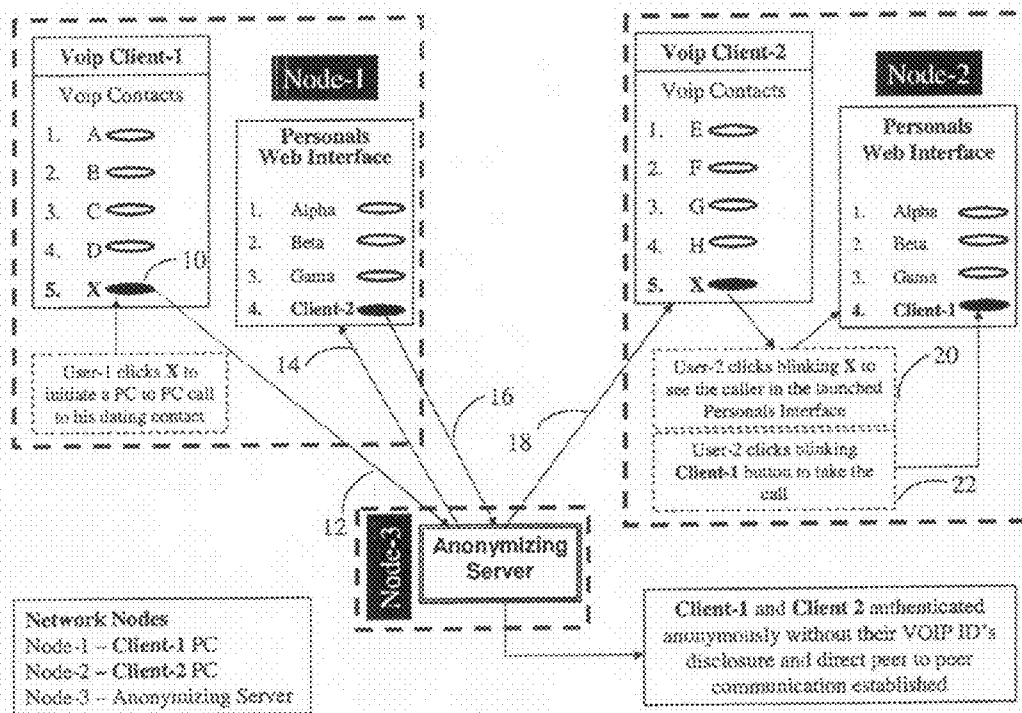 Voip Client-1
Voip Contacts
1. A
2. B
3. C
4. D
5. X
10
User-1 clicks X to
initiate a PC to PC call
to his dating contact
Node-1
Personals
Web Interface
1. Alpha
2. Beta
3. Gama
4. Client-2
14
16
12
18
Voip Client-2
Voip Contacts
1. E
2. F
3. G
4. H
5. X
Node-2
Personals
Web Interface
1. Alpha
2. Beta
3. Gama
4. Client-1
User-2 clicks blinking X to
see the caller in the launched
Personals Interface
20
User-2 clicks blinking
Client-1 button to take the
call
22
Node-3
Anonymizing
Server
Network Nodes
Node-1 – Client-1 PC
Node-2 – Client-2 PC
Node-3 – Anonymizing Server
Client-1 and Client 2 authenticated
anonymously without their VOIP ID's
disclosure and direct peer to peer
communication established